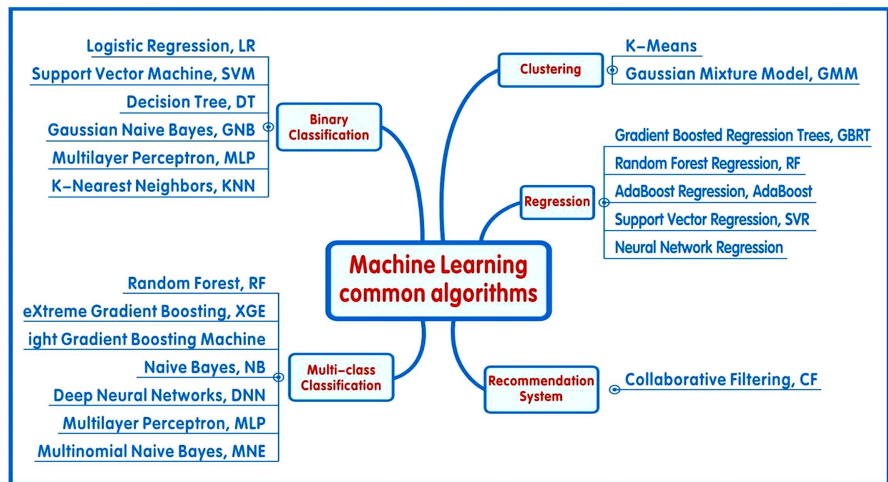 Machine Learning
common algorithms
Binary
Classification
Logistic Regression, LR
Support Vector Machine, SVM
Decision Tree, DT
Gaussian Naive Bayes, GNB
Multilayer Perceptron, MLP
K-Nearest Neighbors, KNN
Multi-class
Classification
Random Forest, RF
eXtreme Gradient Boosting, XGE
ight Gradient Boosting Machine
Naive Bayes, NB
Deep Neural Networks, DNN
Multilayer Perceptron, MLP
Multinomial Naive Bayes, MNE
Clustering
K-Means
Gaussian Mixture Model, GMM
Regression
Gradient Boosted Regression Trees, GBRT
Random Forest Regression, RF
AdaBoost Regression, AdaBoost
Support Vector Regression, SVR
Neural Network Regression
Recommendation
System
Collaborative Filtering, CF